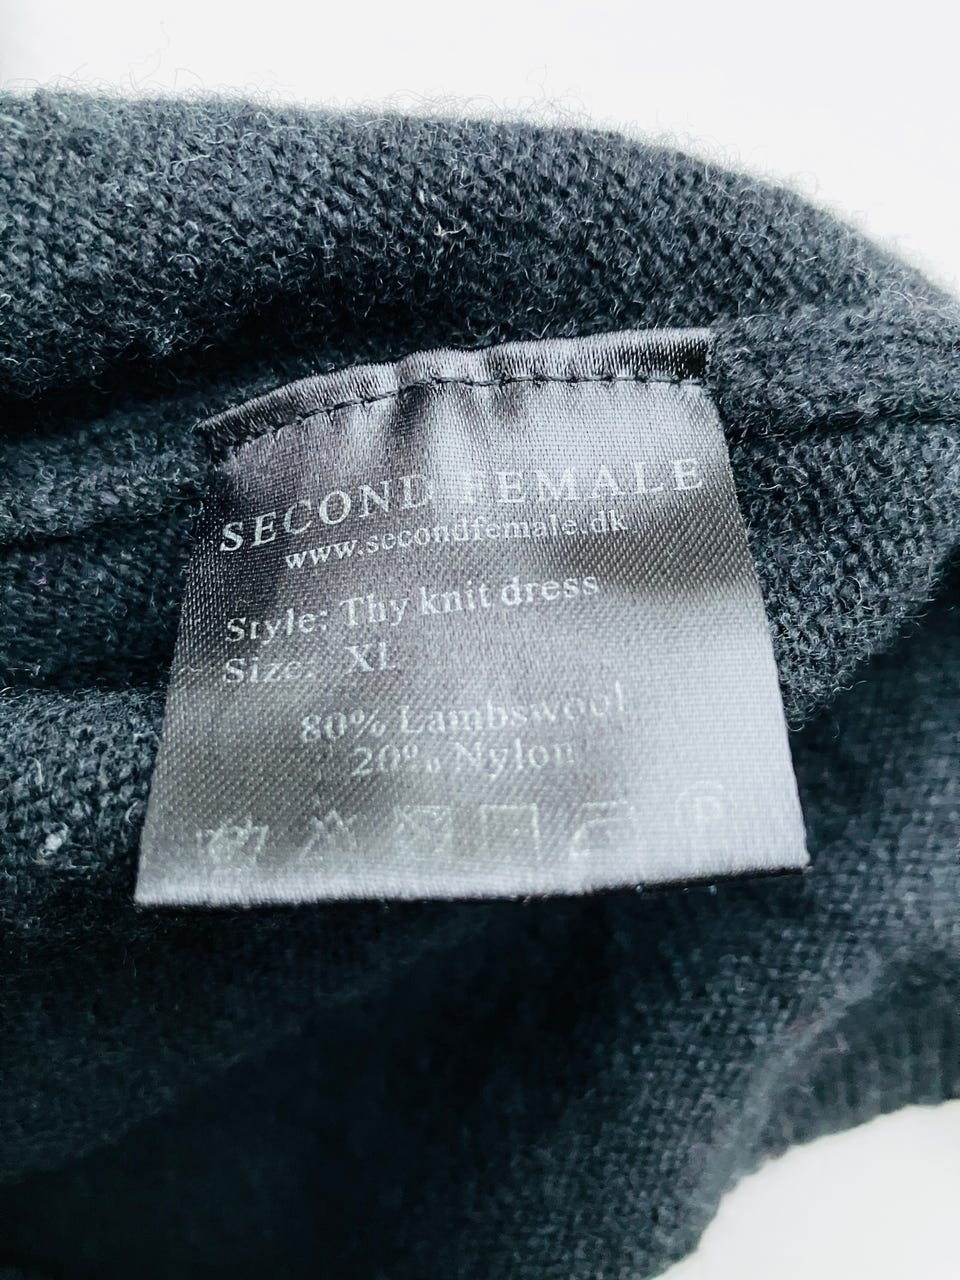 SECOND FEMALE
www.secondfemale.dk
Style: Thy knit dress
Size: XL
80% Lambswool
20% Nylon
P